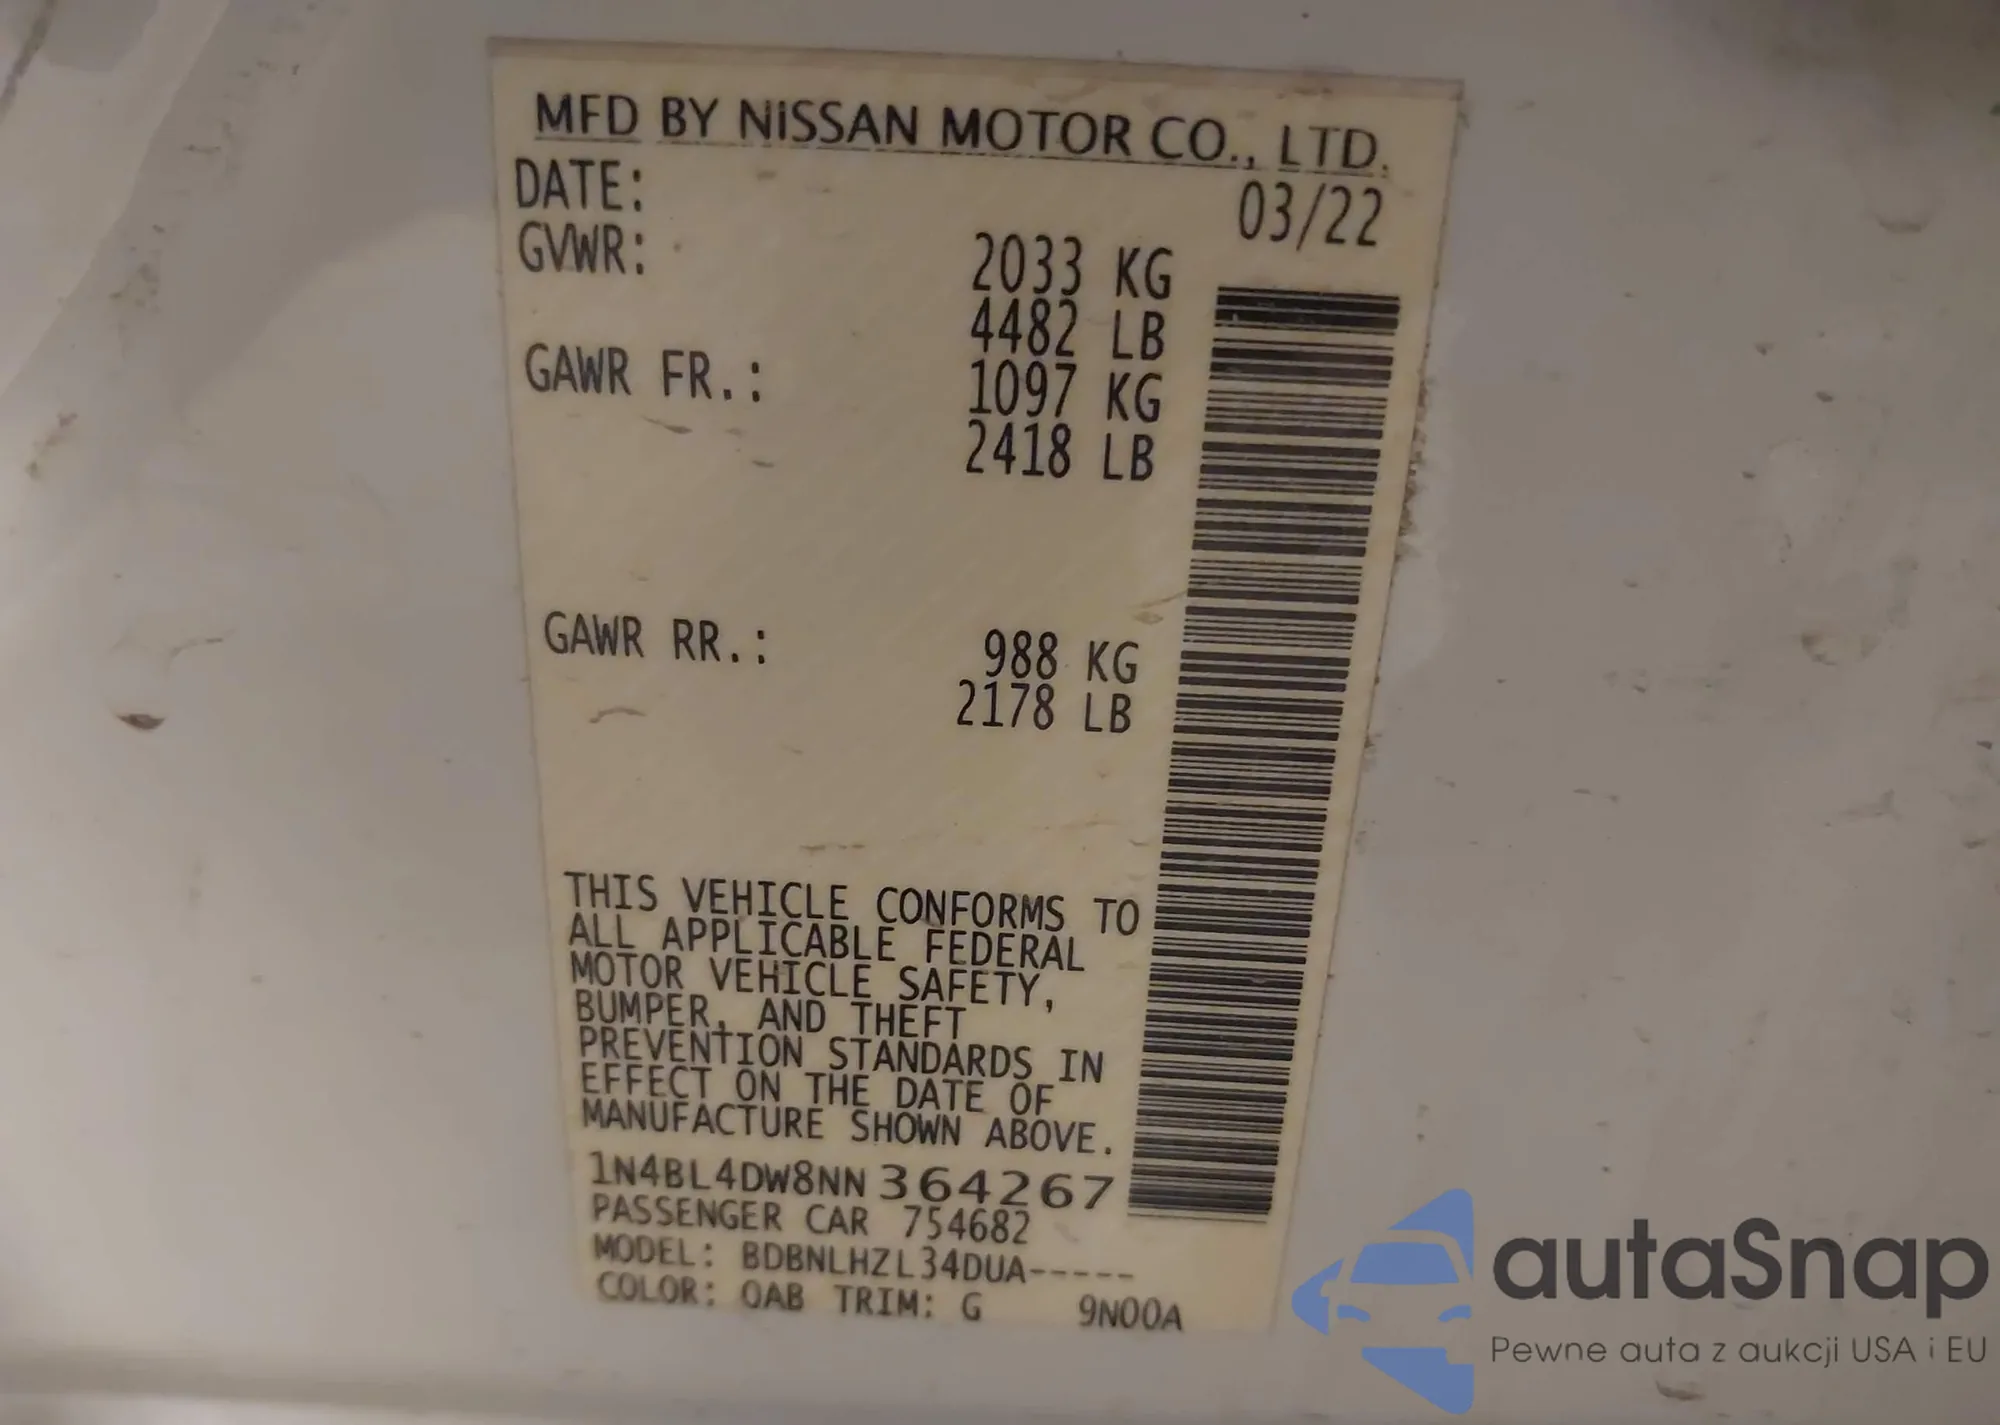 MFD BY NISSAN MOTOR CO., LTD.
DATE: 03/22
GVWR: 2033 KG
4482 LB
GAWR FR.: 1097 KG
2418 LB
GAWR RR.: 988 KG
2178 LB
THIS VEHICLE CONFORMS TO
ALL APPLICABLE FEDERAL
MOTOR VEHICLE SAFETY,
BUMPER, AND THEFT
PREVENTION STANDARDS IN
EFFECT ON THE DATE OF
MANUFACTURE SHOWN ABOVE.
1N4BL4DW8NN364267
PASSENGER CAR 754682
MODEL: BDBNLHZL34DUA-----
COLOR: QAB TRIM: G 9N00A
autaSnap
Pewne auta z aukcji USA i EU